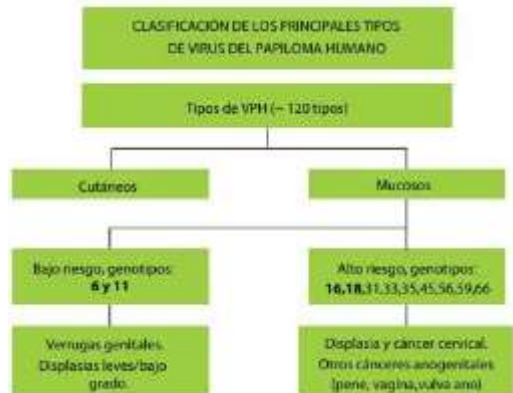 CLASIFICACIÓN DE LOS PRINCIPALES TIPOS
DE VIRUS DEL PAPILOMA HUMANO
Tipos de VPH (~ 120 tipos)
Cutáneos
Mucosos
Bajo riesgo, genotipos:
6 y 11
Alto riesgo, genotipos:
16,18,31,33,35,45,56,59,66
Verrugas genitales.
Displasias leves/bajo
grado.
Displasia y cáncer cervical.
Otros cánceres anogenitales
(pene, vagina,vulva ano)